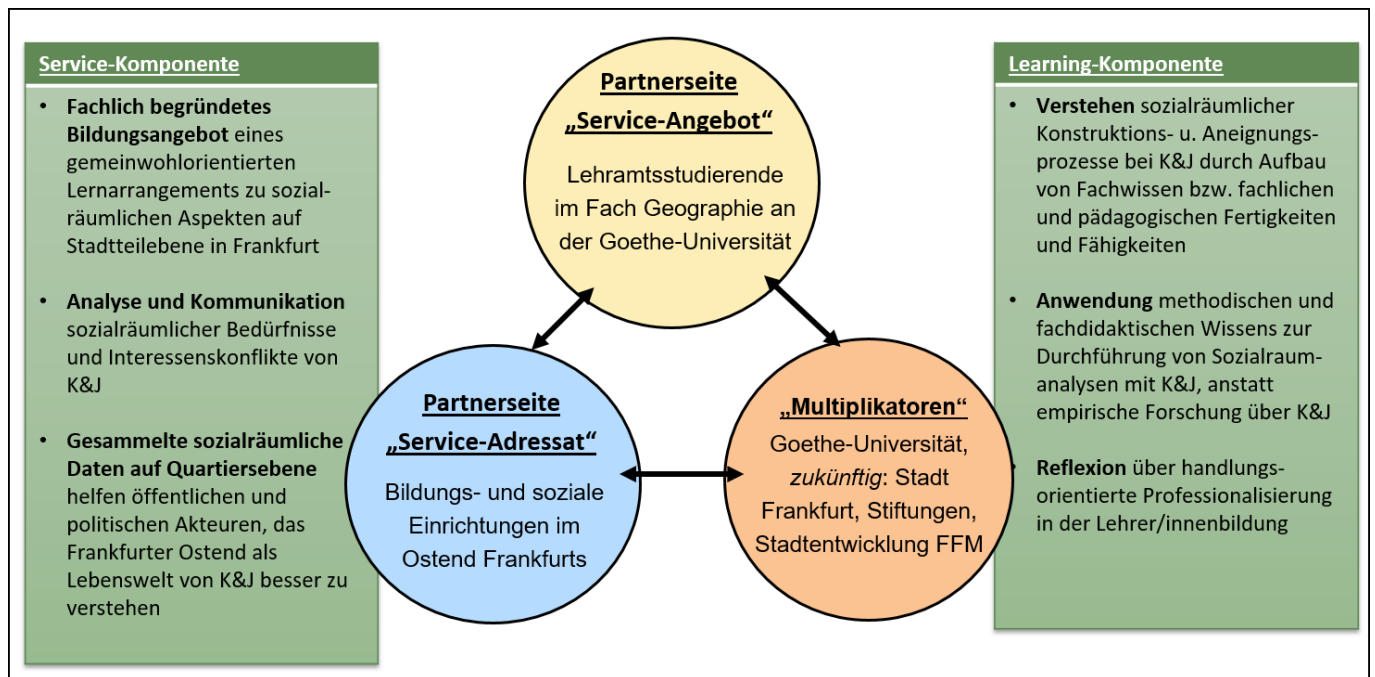 Service-Komponente
• Fachlich begründetes
Bildungsangebot eines
gemeinwohlorientierten
Lernarrangements zu sozial-
räumlichen Aspekten auf
Stadtteilebene in Frankfurt
• Analyse und Kommunikation
sozialräumlicher Bedürfnisse
und Interessenskonflikte von
K&J
• Gesammelte sozialräumliche
Daten auf Quartiersebene
helfen öffentlichen und
politischen Akteuren, das
Frankfurter Ostend als
Lebenswelt von K&J besser zu
verstehen
Partnerseite
„Service-Angebot“
Lehramtsstudierende
im Fach Geographie an
der Goethe-Universität
Partnerseite
„Service-Adressat“
Bildungs- und soziale
Einrichtungen im
Ostend Frankfurts
„Multiplikatoren“
Goethe-Universität,
zukünftig: Stadt
Frankfurt, Stiftungen,
Stadtentwicklung FFM
Learning-Komponente
• Verstehen sozialräumlicher
Konstruktions- u. Aneignungs-
prozesse bei K&J durch Aufbau
von Fachwissen bzw. fachlichen
und pädagogischen Fertigkeiten
und Fähigkeiten
• Anwendung methodischen und
fachdidaktischen Wissens zur
Durchführung von Sozialraum-
analysen mit K&J, anstatt
empirische Forschung über K&J
• Reflexion über handlungs-
orientierte Professionalisierung
in der Lehrer/innenbildung